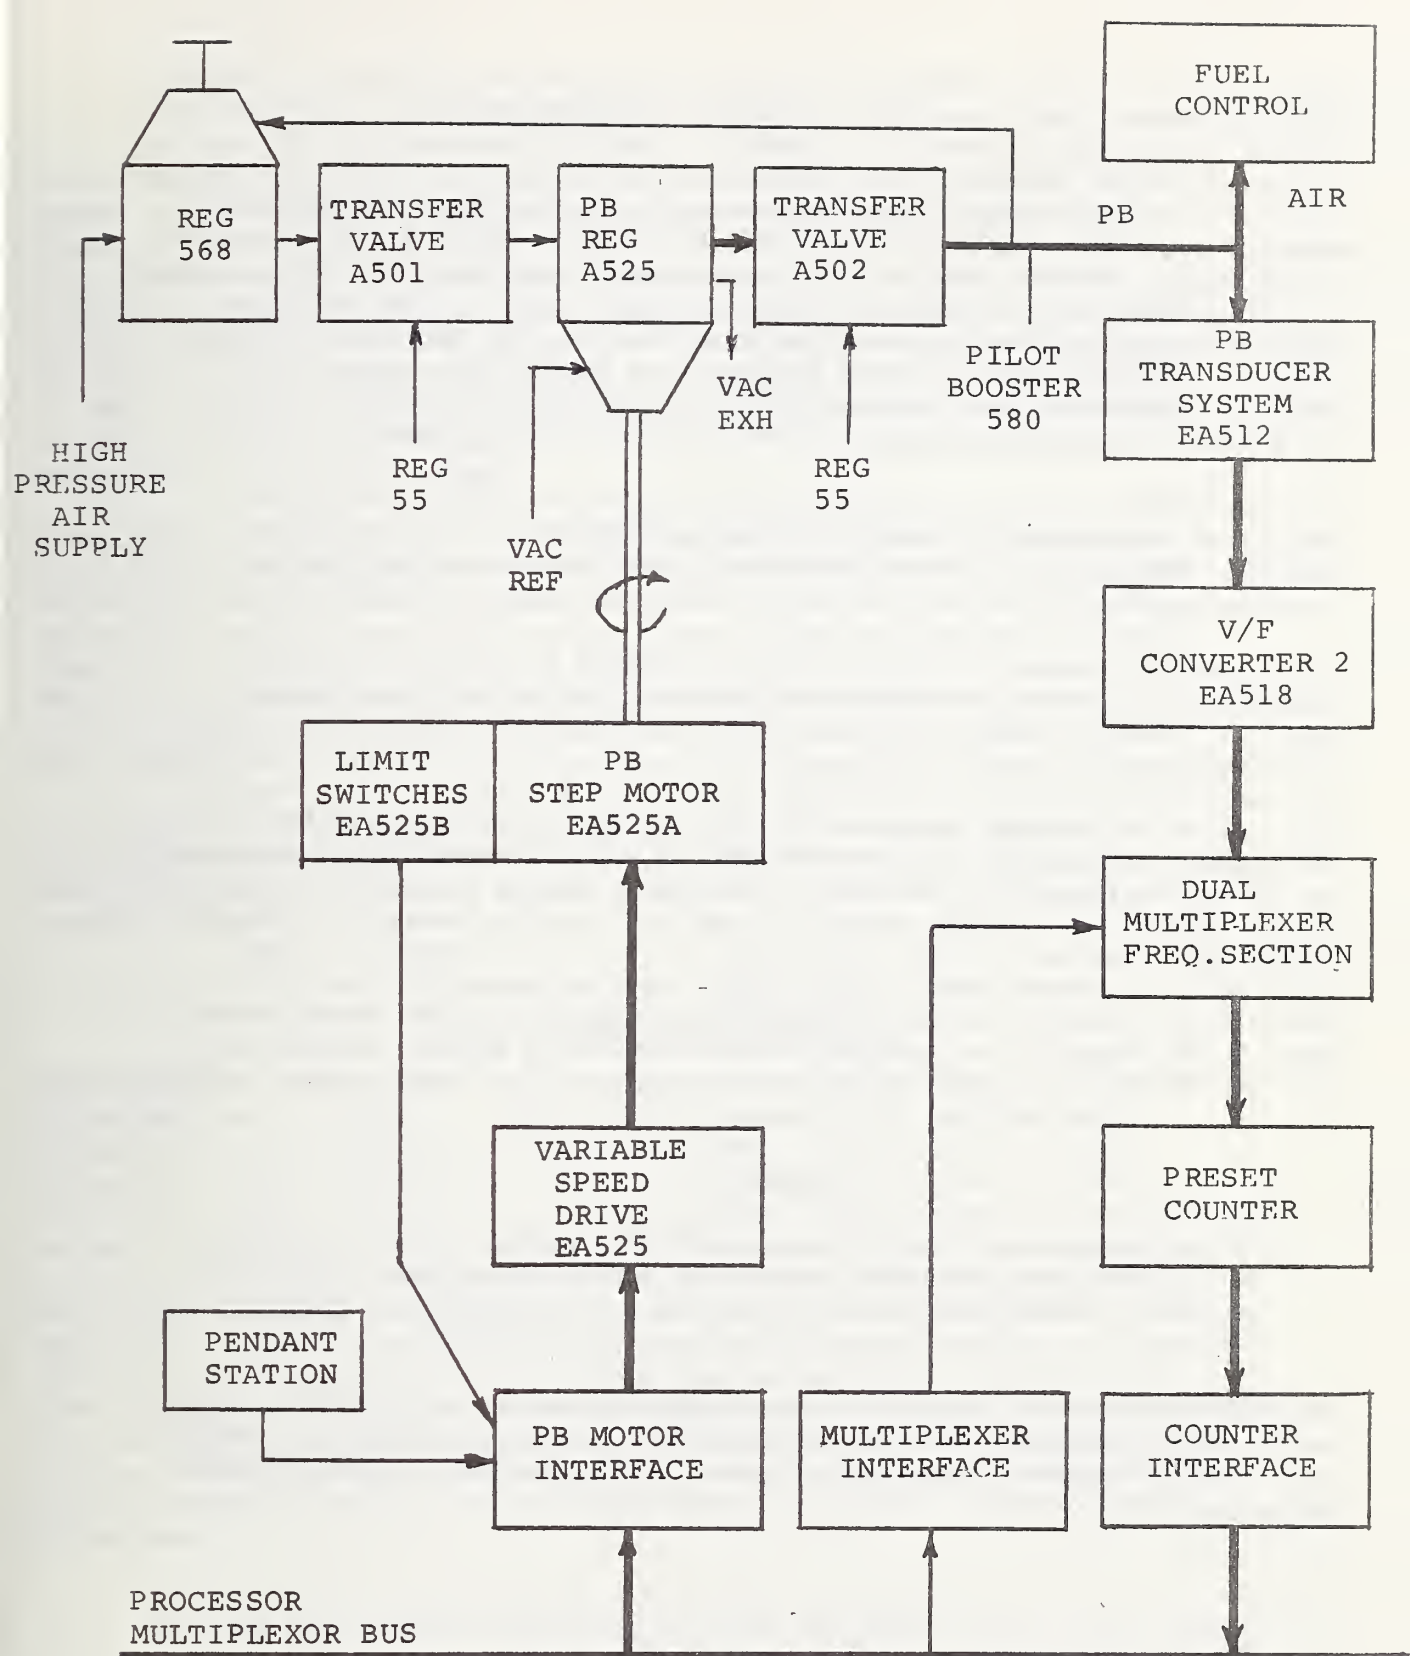 FUEL
CONTROL
AIR
PB
REG
568
TRANSFER
VALVE
A501
PB
REG
A525
TRANSFER
VALVE
A502
HIGH
PRESSURE
AIR
SUPPLY
REG
55
VAC
REF
VAC
EXH
REG
55
PILOT
BOOSTER
580
PB
TRANSDUCER
SYSTEM
EA512
V/F
CONVERTER 2
EA518
LIMIT
SWITCHES
EA525B
PB
STEP MOTOR
EA525A
DUAL
MULTIPLEXER
FREQ.SECTION
VARIABLE
SPEED
DRIVE
EA525
PRESET
COUNTER
PENDANT
STATION
PB MOTOR
INTERFACE
MULTIPLEXER
INTERFACE
COUNTER
INTERFACE
PROCESSOR
MULTIPLEXOR BUS